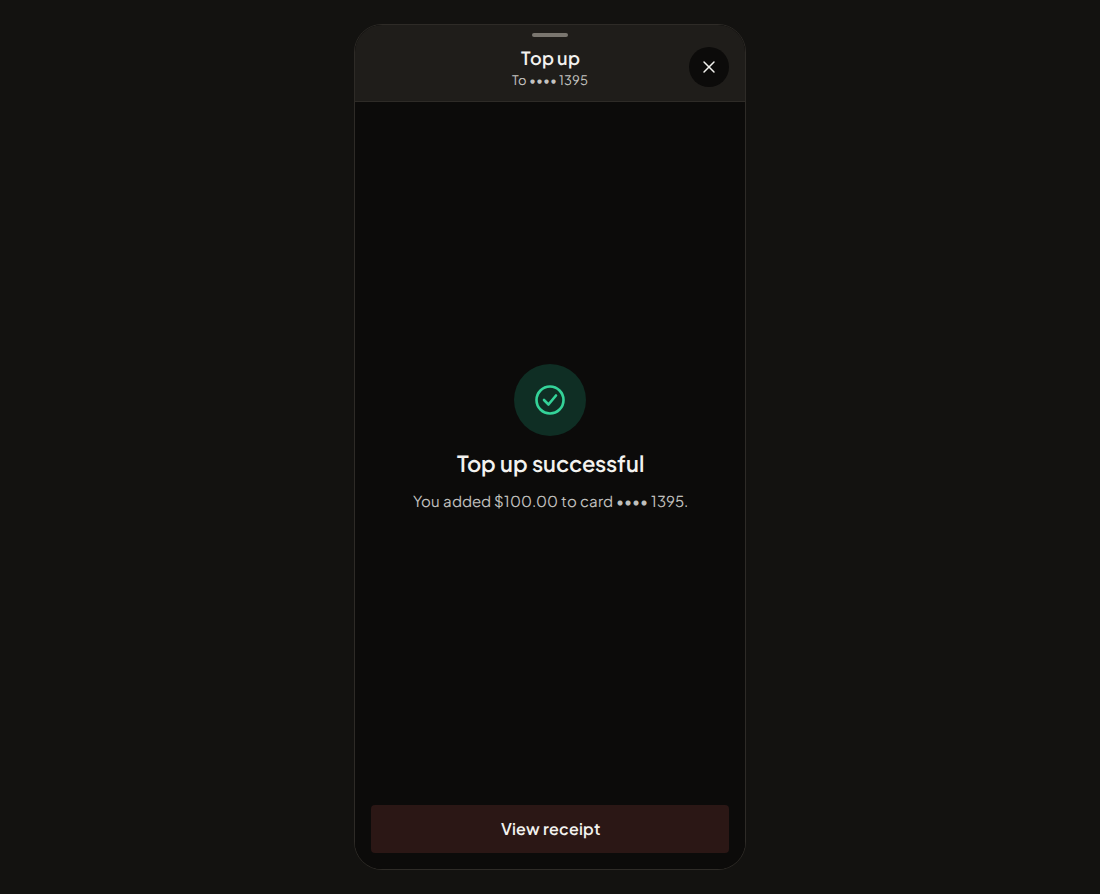 Top up
To •••• 1395
Top up successful
You added $100.00 to card •••• 1395.
View receipt